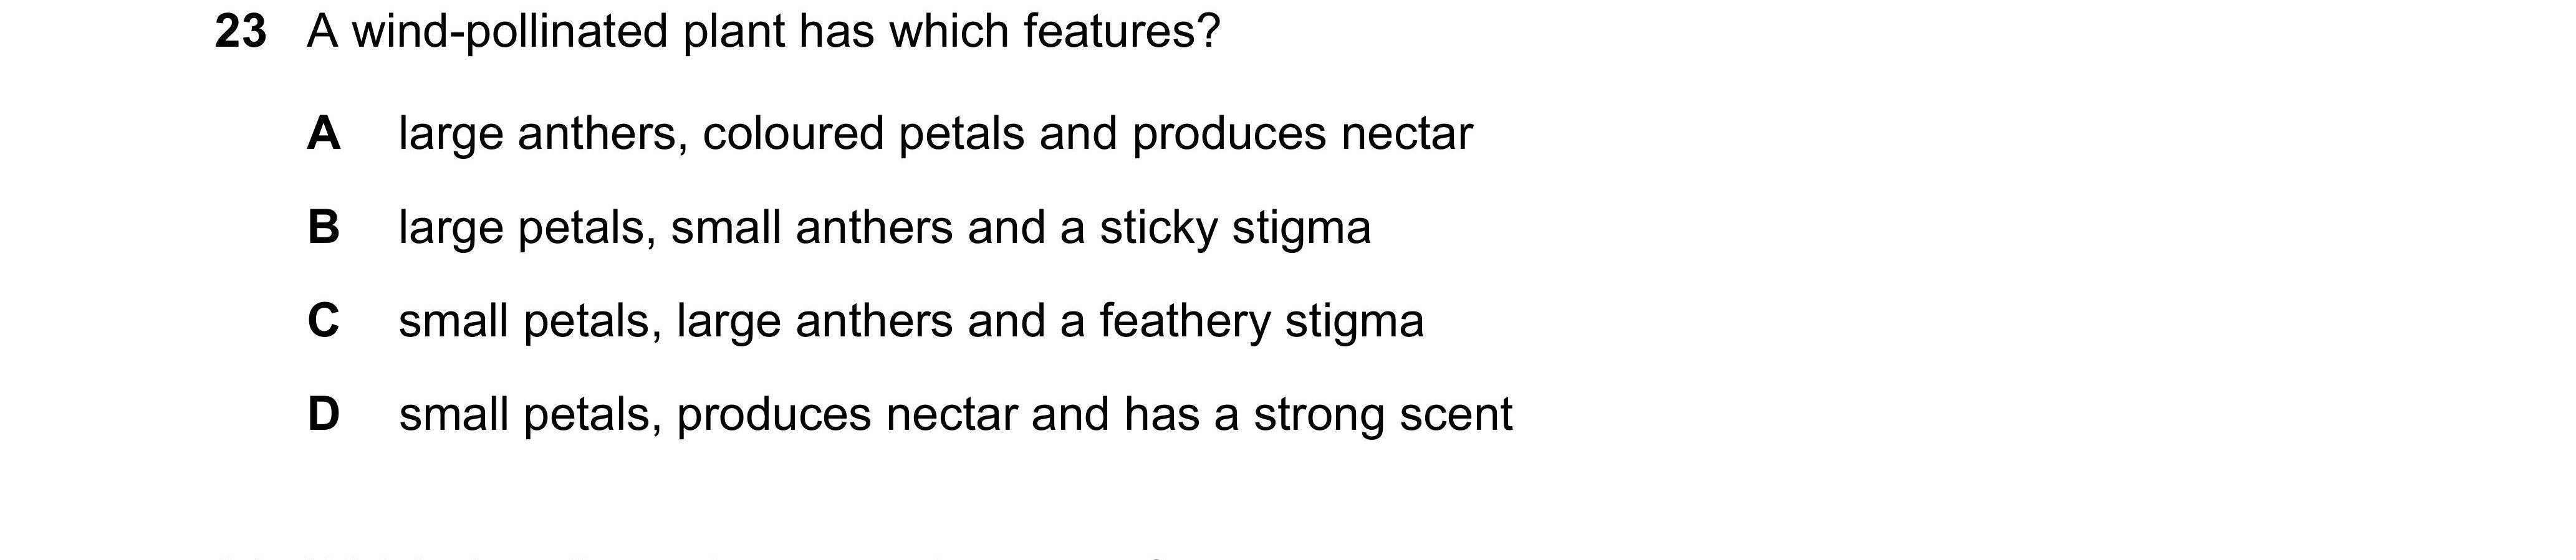 23 A wind-pollinated plant has which features?
A large anthers, coloured petals and produces nectar
B large petals, small anthers and a sticky stigma
C small petals, large anthers and a feathery stigma
D small petals, produces nectar and has a strong scent